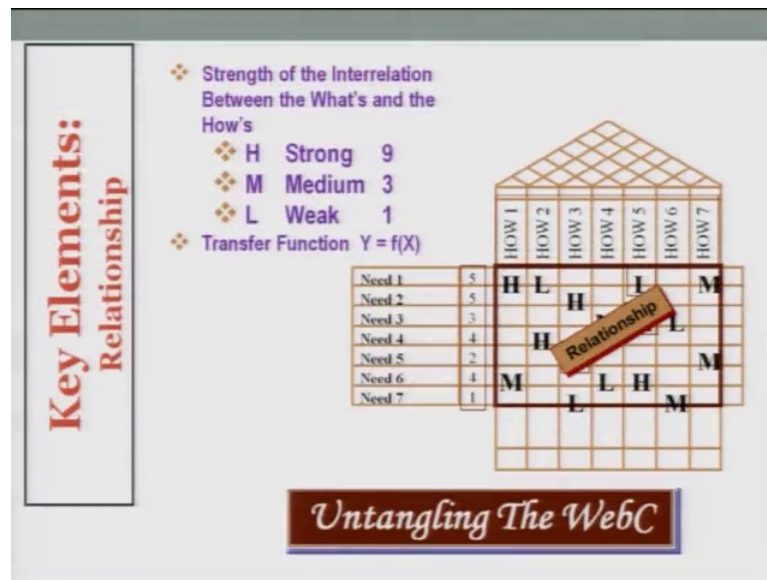 Key Elements:
Relationship
Strength of the Interrelation
Between the What's and the
How's
H Strong 9
M Medium 3
L Weak 1
Transfer Function Y = f(X)
HOW 1 HOW 2 HOW 3 HOW 4 HOW 5 HOW 6 HOW 7
Need 1 5 H L L M
Need 2 5 H
Need 3 3 L
Need 4 4 H
Need 5 2 M
Need 6 4 M L H
Need 7 1 L M
Relationship
Untangling The WebC